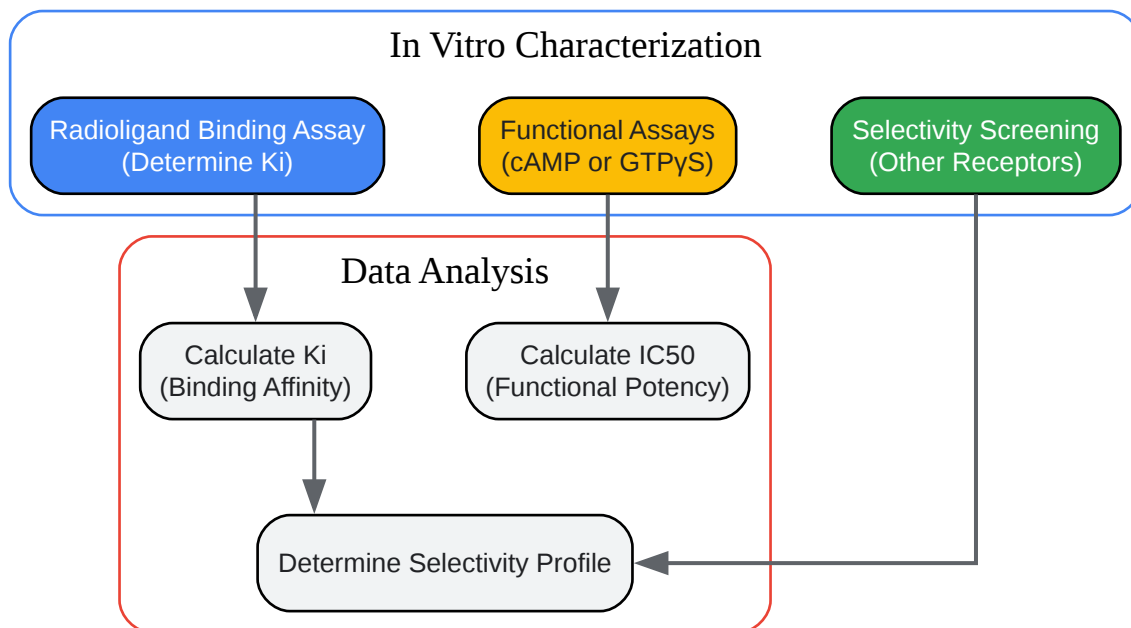 In Vitro Characterization
Radioligand Binding Assay
(Determine Ki)
Functional Assays
(cAMP or GTPγS)
Selectivity Screening
(Other Receptors)
Data Analysis
Calculate Ki
(Binding Affinity)
Calculate IC50
(Functional Potency)
Determine Selectivity Profile